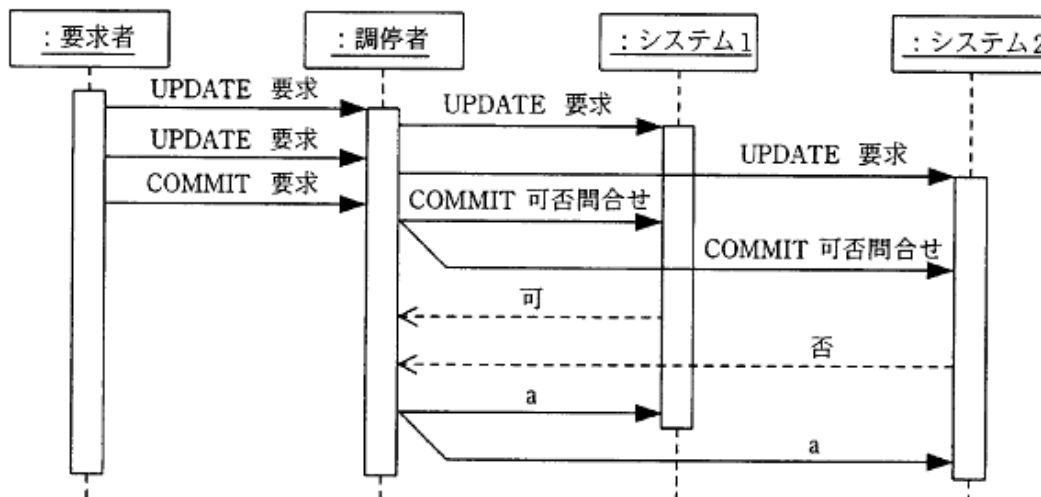 ：要求者
：調停者
：システム1
：システム2
UPDATE 要求
UPDATE 要求
UPDATE 要求
UPDATE 要求
COMMIT 要求
COMMIT 可否問合せ
COMMIT 可否問合せ
可
否
a
a